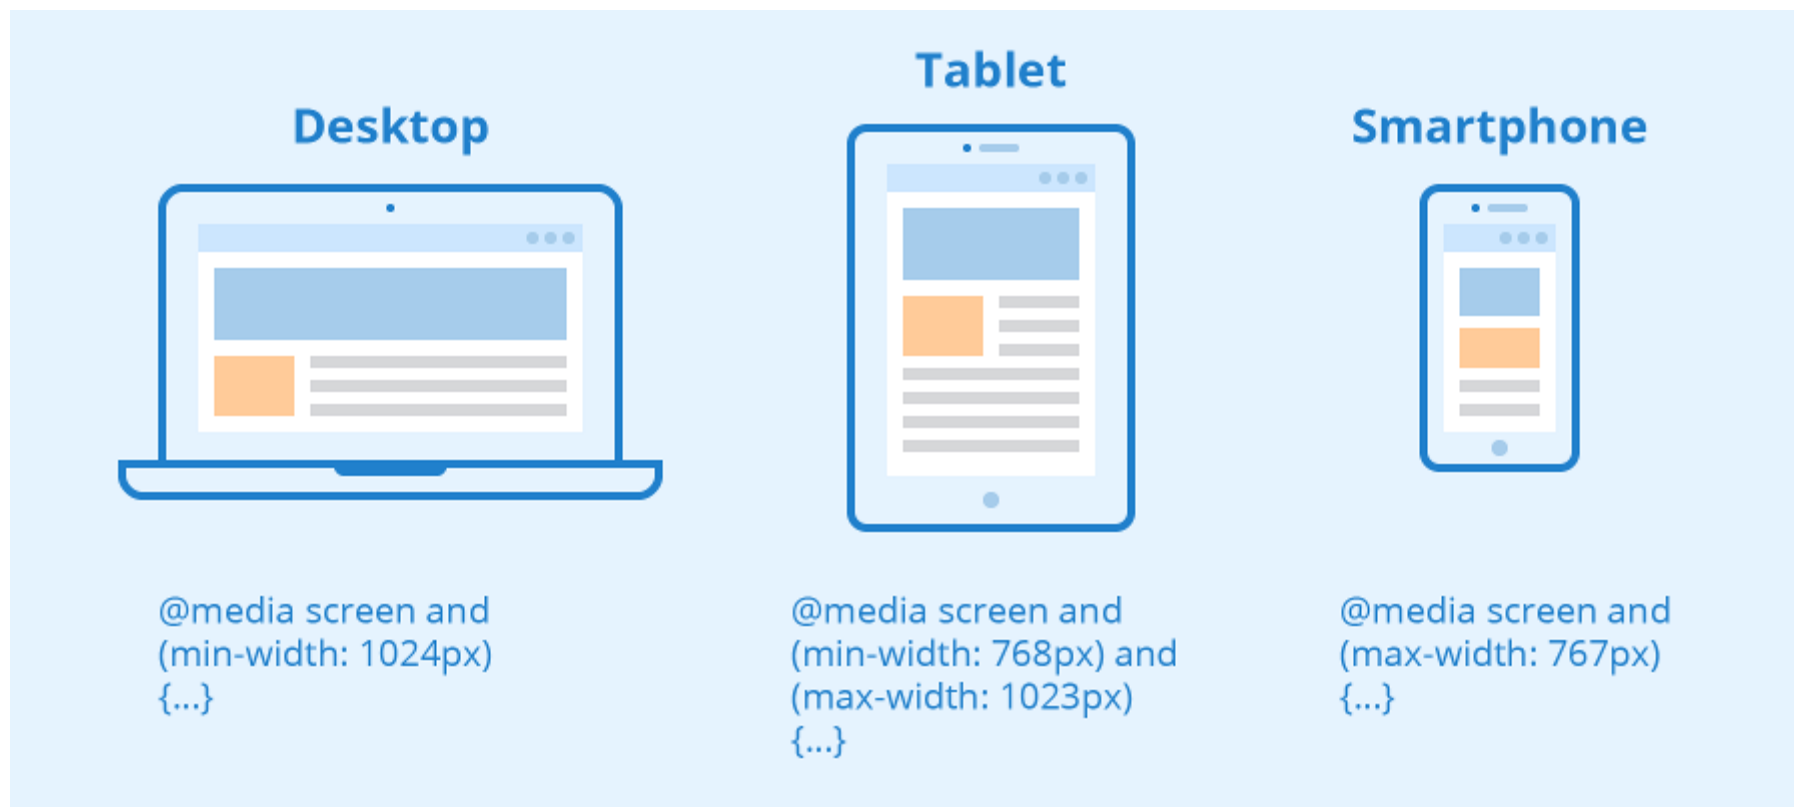 Desktop
@media screen and
(min-width: 1024px)
{...}
Tablet
@media screen and
(min-width: 768px) and
(max-width: 1023px)
{...}
Smartphone
@media screen and
(max-width: 767px)
{...}